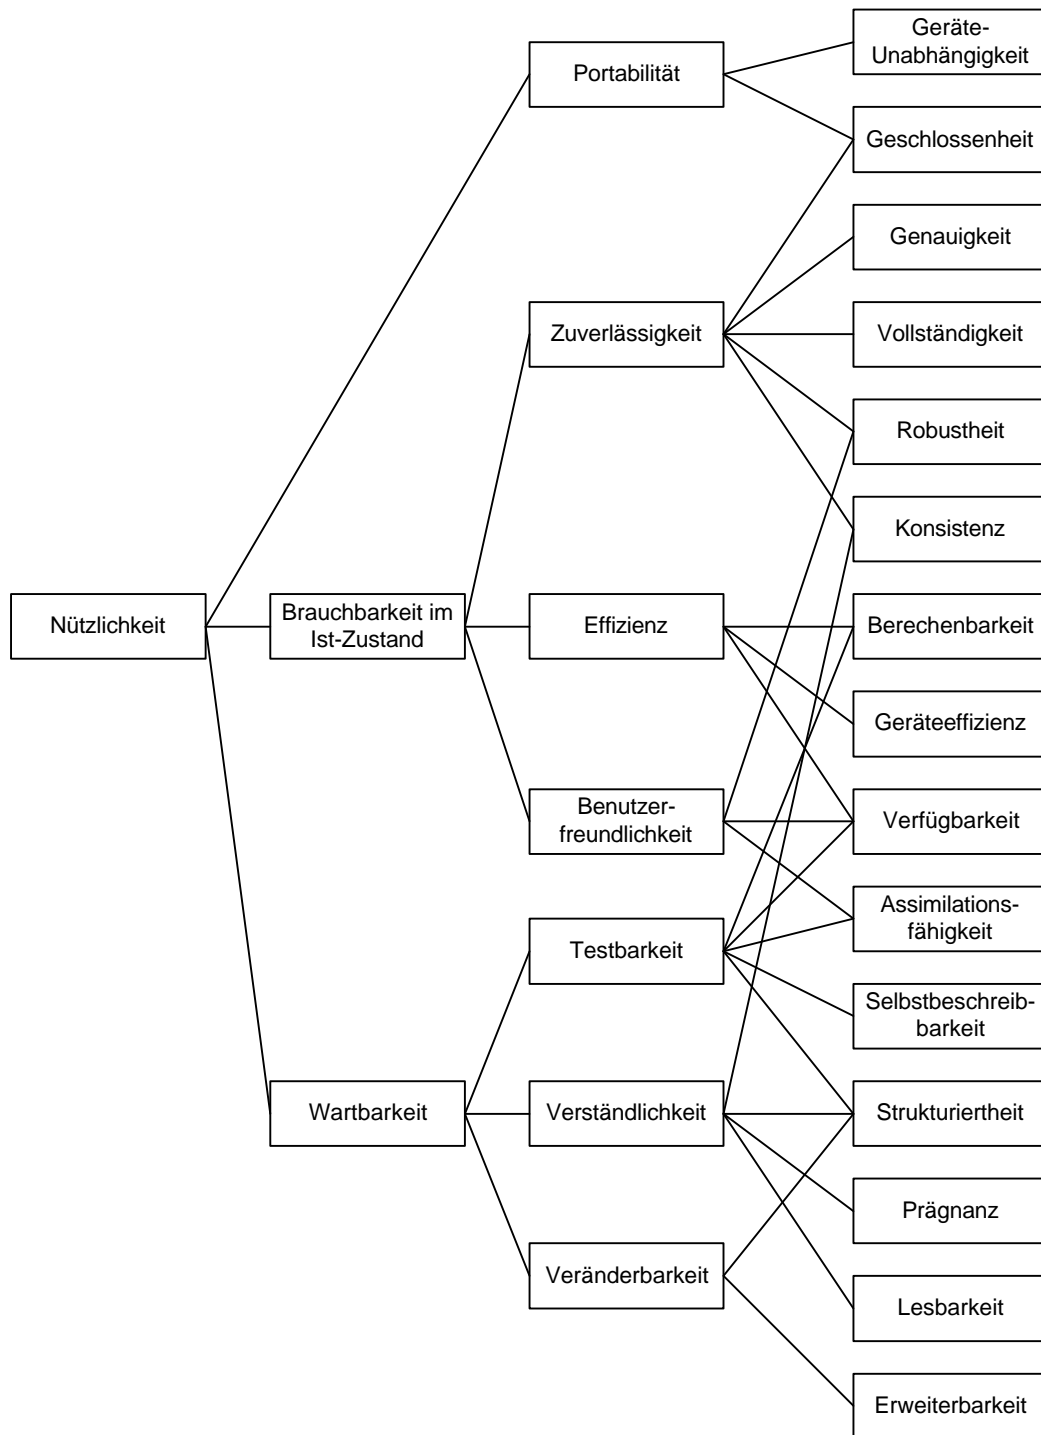 Nützlichkeit
Brauchbarkeit im
Ist-Zustand
Wartbarkeit
Portabilität
Zuverlässigkeit
Effizienz
Benutzer-
freundlichkeit
Testbarkeit
Verständlichkeit
Veränderbarkeit
Geräte-
Unabhängigkeit
Geschlossenheit
Genauigkeit
Vollständigkeit
Robustheit
Konsistenz
Berechenbarkeit
Geräteeffizienz
Verfügbarkeit
Assimilations-
fähigkeit
Selbstbeschreib-
barkeit
Strukturiertheit
Prägnanz
Lesbarkeit
Erweiterbarkeit